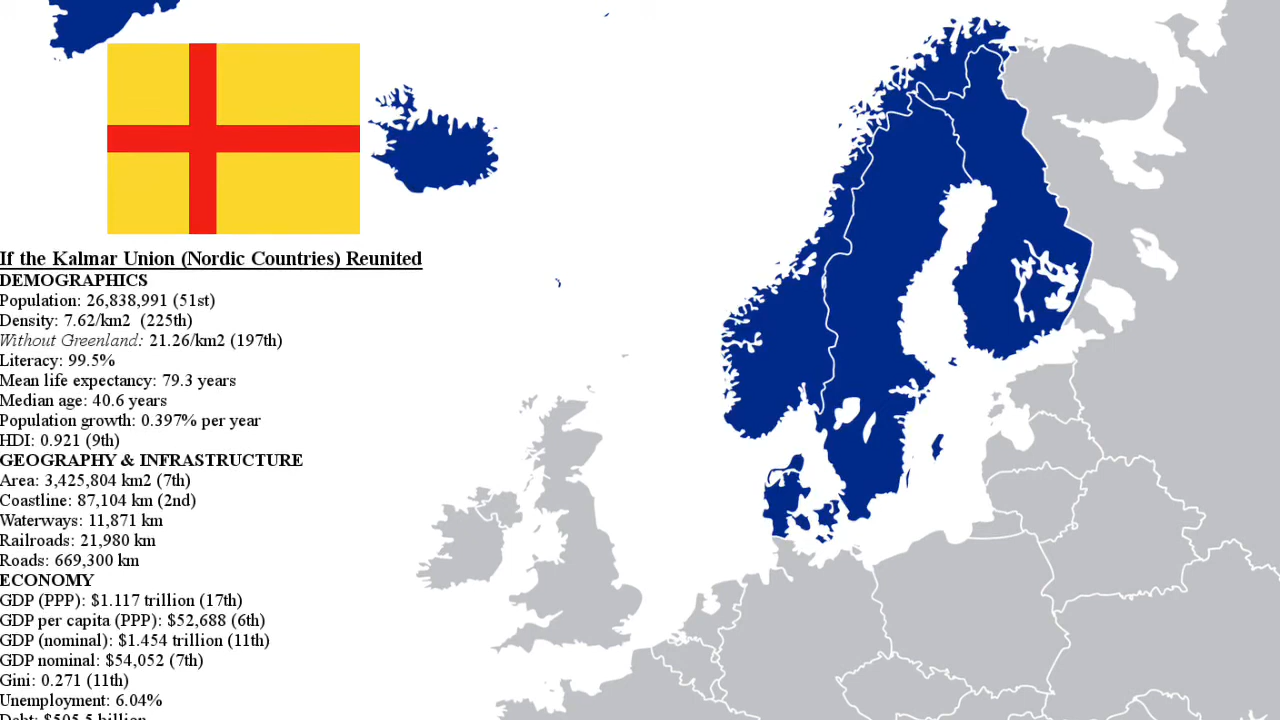 If the Kalmar Union (Nordic Countries) Reunited
DEMOGRAPHICS
Population: 26,838,991 (51st)
Density: 7.62/km2 (225th)
Without Greenland: 21.26/km2 (197th)
Literacy: 99.5%
Mean life expectancy: 79.3 years
Median age: 40.6 years
Population growth: 0.397% per year
HDI: 0.921 (9th)
GEOGRAPHY & INFRASTRUCTURE
Area: 3,425,804 km2 (7th)
Coastline: 87,104 km (2nd)
Waterways: 11,871 km
Railroads: 21,980 km
Roads: 669,300 km
ECONOMY
GDP (PPP): $1.117 trillion (17th)
GDP per capita (PPP): $52,688 (6th)
GDP (nominal): $1.454 trillion (11th)
GDP nominal: $54,052 (7th)
Gini: 0.271 (11th)
Unemployment: 6.04%
Debt: $505.5 billion